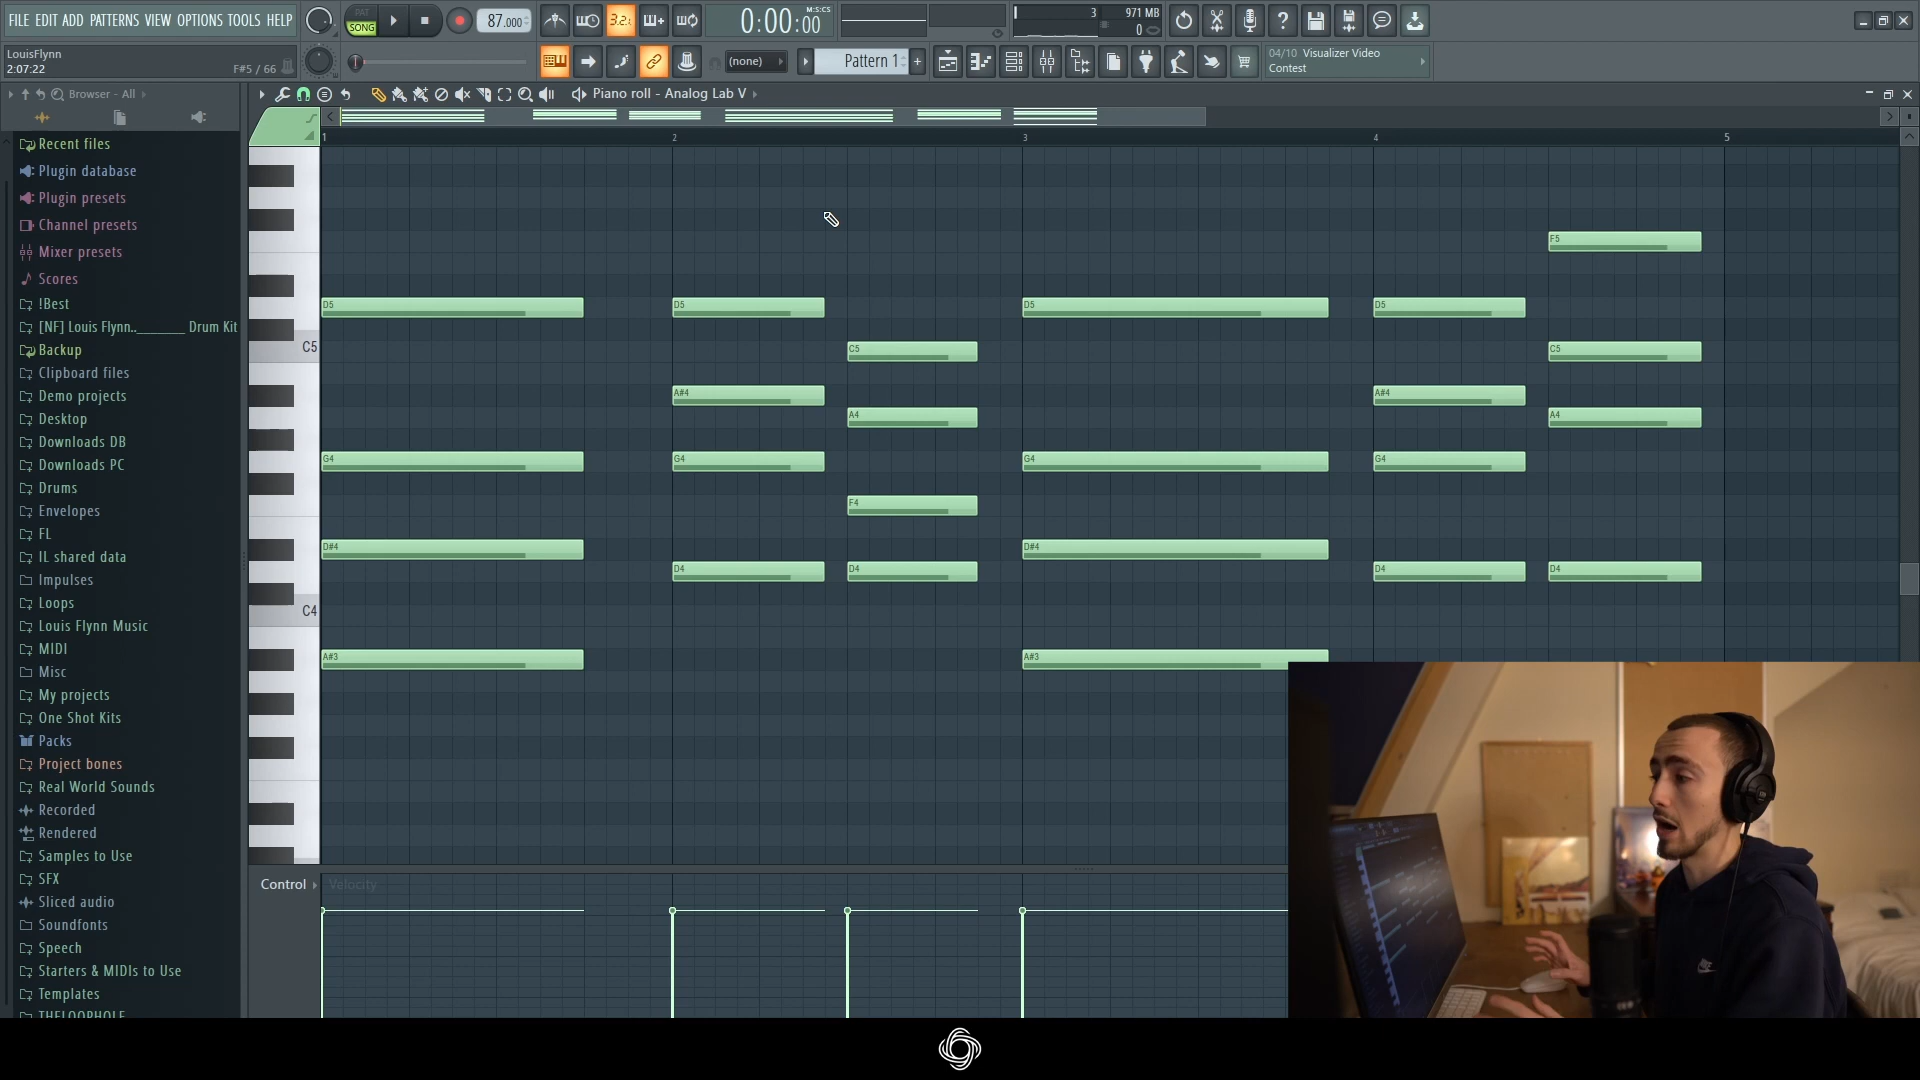 FILE EDIT ADD PATTERNS VIEW OPTIONS TOOLS HELP
PAT
SONG
87.000
3.2.
0:00:00
M:S:CS
3
971 MB
0
LouisFlynn
2:07:22
F#5 / 66
(none)
Pattern 1
+
04/10 Visualizer Video
Contest
Browser - All
Piano roll - Analog Lab V
1
2
3
4
5
Recent files
Plugin database
Plugin presets
Channel presets
Mixer presets
Scores
!Best
[NF] Louis Flynn..______ Drum Kit
Backup
Clipboard files
Demo projects
Desktop
Downloads DB
Downloads PC
Drums
Envelopes
FL
IL shared data
Impulses
Loops
Louis Flynn Music
MIDI
Misc
My projects
One Shot Kits
Packs
Project bones
Real World Sounds
Recorded
Rendered
Samples to Use
SFX
Sliced audio
Soundfonts
Speech
Starters & MIDIs to Use
Templates
THELOOPHOLE
C5
C4
F5
D5
D5
D5
D5
C5
C5
A#4
A#4
A4
A4
G4
G4
G4
G4
F4
D#4
D#4
D4
D4
D4
D4
A#3
A#3
Control
Velocity